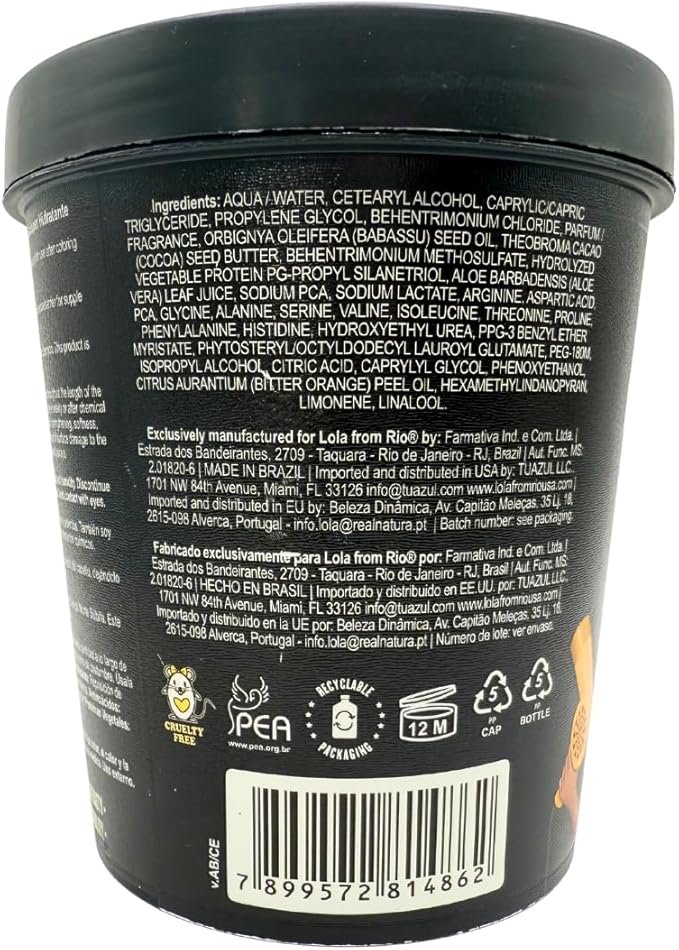 Ingredients: AQUA / WATER, CETEARYL ALCOHOL, CAPRYLIC/CAPRIC
TRIGLYCERIDE, PROPYLENE GLYCOL, BEHENTRIMONIUM CHLORIDE, PARFUM /
FRAGRANCE, ORBIGNYA OLEIFERA (BABASSU) SEED OIL, THEOBROMA CACAO
(COCOA) SEED BUTTER, BEHENTRIMONIUM METHOSULFATE, HYDROLYZED
VEGETABLE PROTEIN PG-PROPYL SILANETRIOL, ALOE BARBADENSIS (ALOE
VERA) LEAF JUICE, SODIUM PCA, SODIUM LACTATE, ARGININE, ASPARTIC ACID
PCA, GLYCINE, ALANINE, SERINE, VALINE, ISOLEUCINE, THREONINE, PROLINE,
PHENYLALANINE, HISTIDINE, HYDROXYETHYL UREA, PPG-3 BENZYL ETHER
MYRISTATE, PHYTOSTERYL/OCTYLDODECYL LAUROYL GLUTAMATE, PEG-180M,
ISOPROPYL ALCOHOL, CITRIC ACID, CAPRYLYL GLYCOL, PHENOXYETHANOL,
CITRUS AURANTIUM (BITTER ORANGE) PEEL OIL, HEXAMETHYLINDANOPYRAN,
LIMONENE, LINALOOL.
Exclusively manufactured for Lola from Rio® by: Farmativa Ind. e Com. Ltda. |
Estrada dos Bandeirantes, 2709 - Taquara - Rio de Janeiro - RJ, Brazil | Aut. Func. MS:
2.01820-6 | MADE IN BRAZIL | Imported and distributed in USA by: TUAZUL LLC.
1701 NW 84th Avenue, Miami, FL 33126 info@tuazul.com www.lolafromriousa.com |
Imported and distributed in EU by: Beleza Dinâmica, Av. Capitão Meleças, 35 Lj. 18,
2615-098 Alverca, Portugal - info.lola@realnatura.pt | Batch number: see packaging.
Fabricado exclusivamente para Lola from Rio® por: Farmativa Ind. e Com. Ltda. |
Estrada dos Bandeirantes, 2709 - Taquara - Rio de Janeiro - RJ, Brasil | Aut. Func. MS:
2.01820-6 | HECHO EN BRASIL | Importado y distribuido en EE.UU. por: TUAZUL LLC.
1701 NW 84th Avenue, Miami, FL 33126 info@tuazul.com www.lolafromriousa.com |
Importado y distribuido en la UE por: Beleza Dinâmica, Av. Capitão Meleças, 35 Lj. 18,
2615-098 Alverca, Portugal - info.lola@realnatura.pt | Número de lote: ver envase.
CRUELTY
FREE
PEA
www.pea.org.br
RECYCLABLE
PACKAGING
12 M
5
PP
CAP
5
PP
BOTTLE
v.AB/CE
7 899572 814862